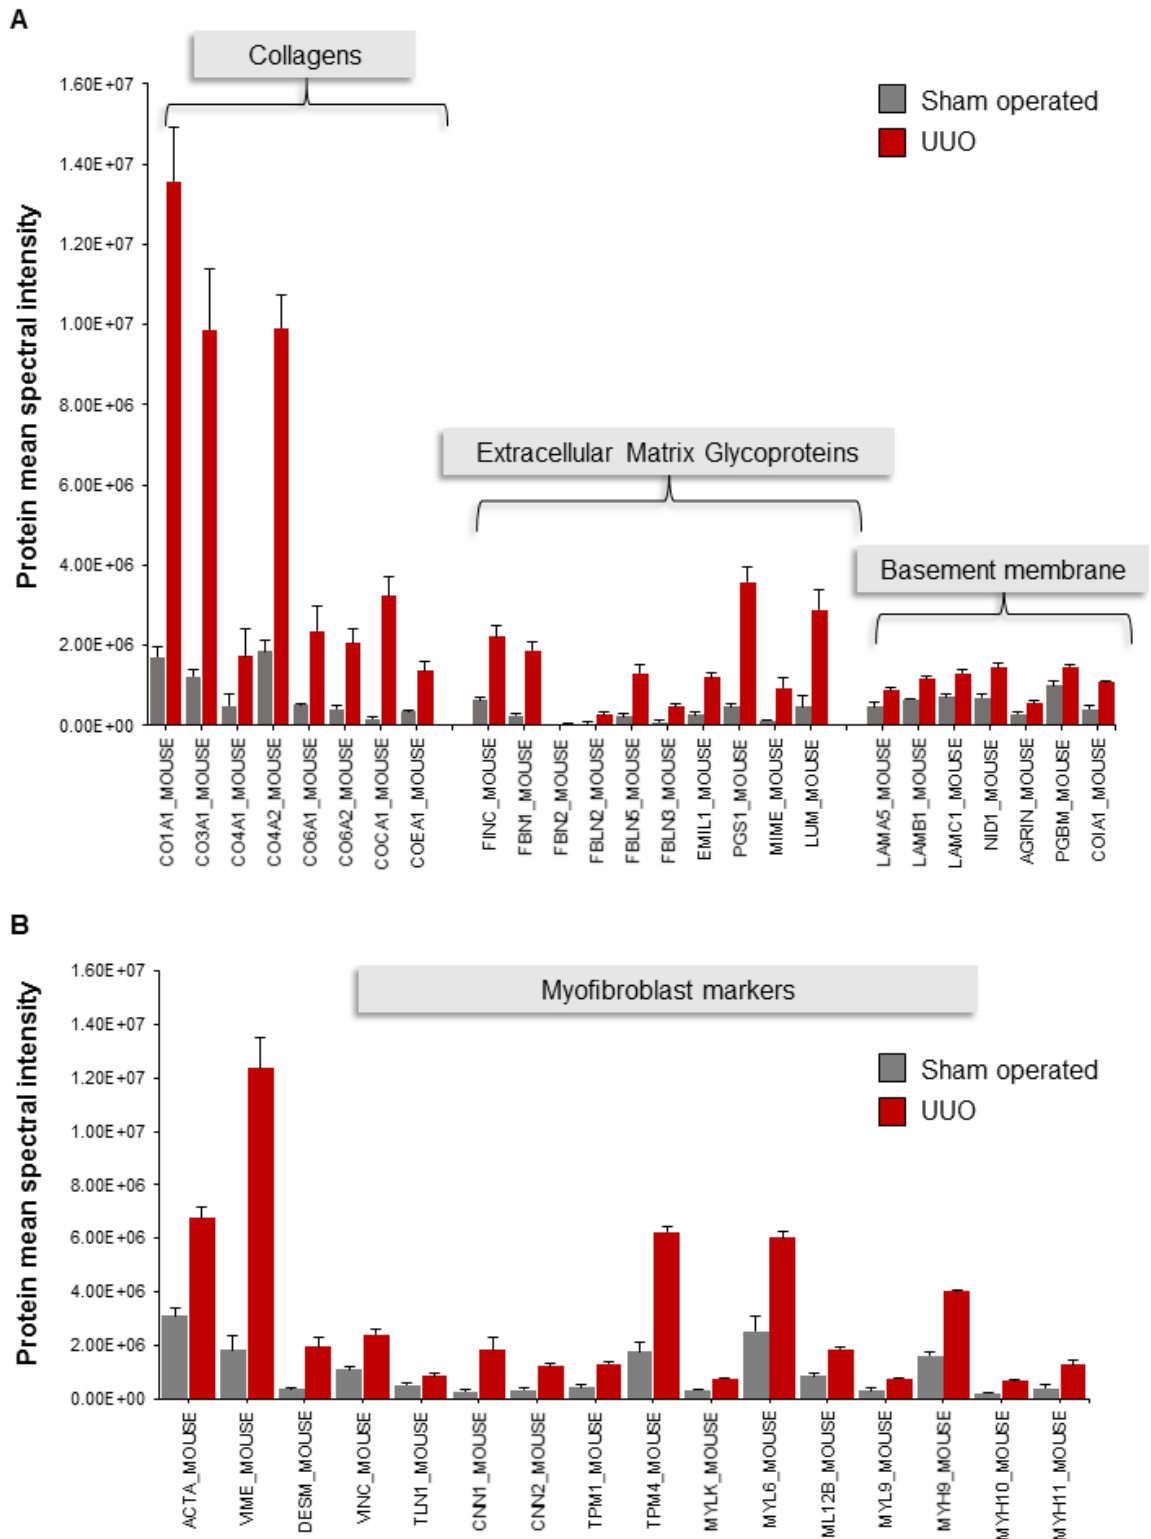 A
Collagens
1.60E+07
1.40E+07
1.20E+07
1.00E+07
8.00E+06
6.00E+06
4.00E+06
2.00E+06
0.00E+00
Protein mean spectral intensity
Sham operated
UUO
Extracellular Matrix Glycoproteins
Basement membrane
CO1A1_MOUSE
CO3A1_MOUSE
CO4A1_MOUSE
CO4A2_MOUSE
CO6A1_MOUSE
CO6A2_MOUSE
COCA1_MOUSE
COEA1_MOUSE
FINC_MOUSE
FBN1_MOUSE
FBN2_MOUSE
FBLN2_MOUSE
FBLN5_MOUSE
FBLN3_MOUSE
EMIL1_MOUSE
PGS1_MOUSE
MIME_MOUSE
LUM_MOUSE
LAMA5_MOUSE
LAMB1_MOUSE
LAMC1_MOUSE
NID1_MOUSE
AGRIN_MOUSE
PGBM_MOUSE
COIA1_MOUSE
B
Myofibroblast markers
1.60E+07
1.40E+07
1.20E+07
1.00E+07
8.00E+06
6.00E+06
4.00E+06
2.00E+06
0.00E+00
Protein mean spectral intensity
Sham operated
UUO
ACTA_MOUSE
VIME_MOUSE
DESM_MOUSE
VINC_MOUSE
TLN1_MOUSE
CNN1_MOUSE
CNN2_MOUSE
TPM1_MOUSE
TPM4_MOUSE
MYLK_MOUSE
MYL6_MOUSE
ML12B_MOUSE
MYL9_MOUSE
MYH9_MOUSE
MYH10_MOUSE
MYH11_MOUSE